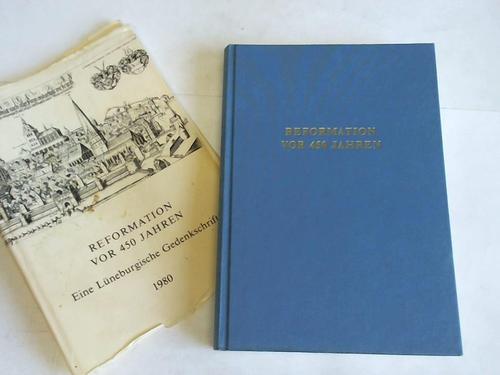 REFORMATION
VOR 450 JAHREN
Eine Lüneburgische Gedenkschrift
1980
REFORMATION
VOR 450 JAHREN